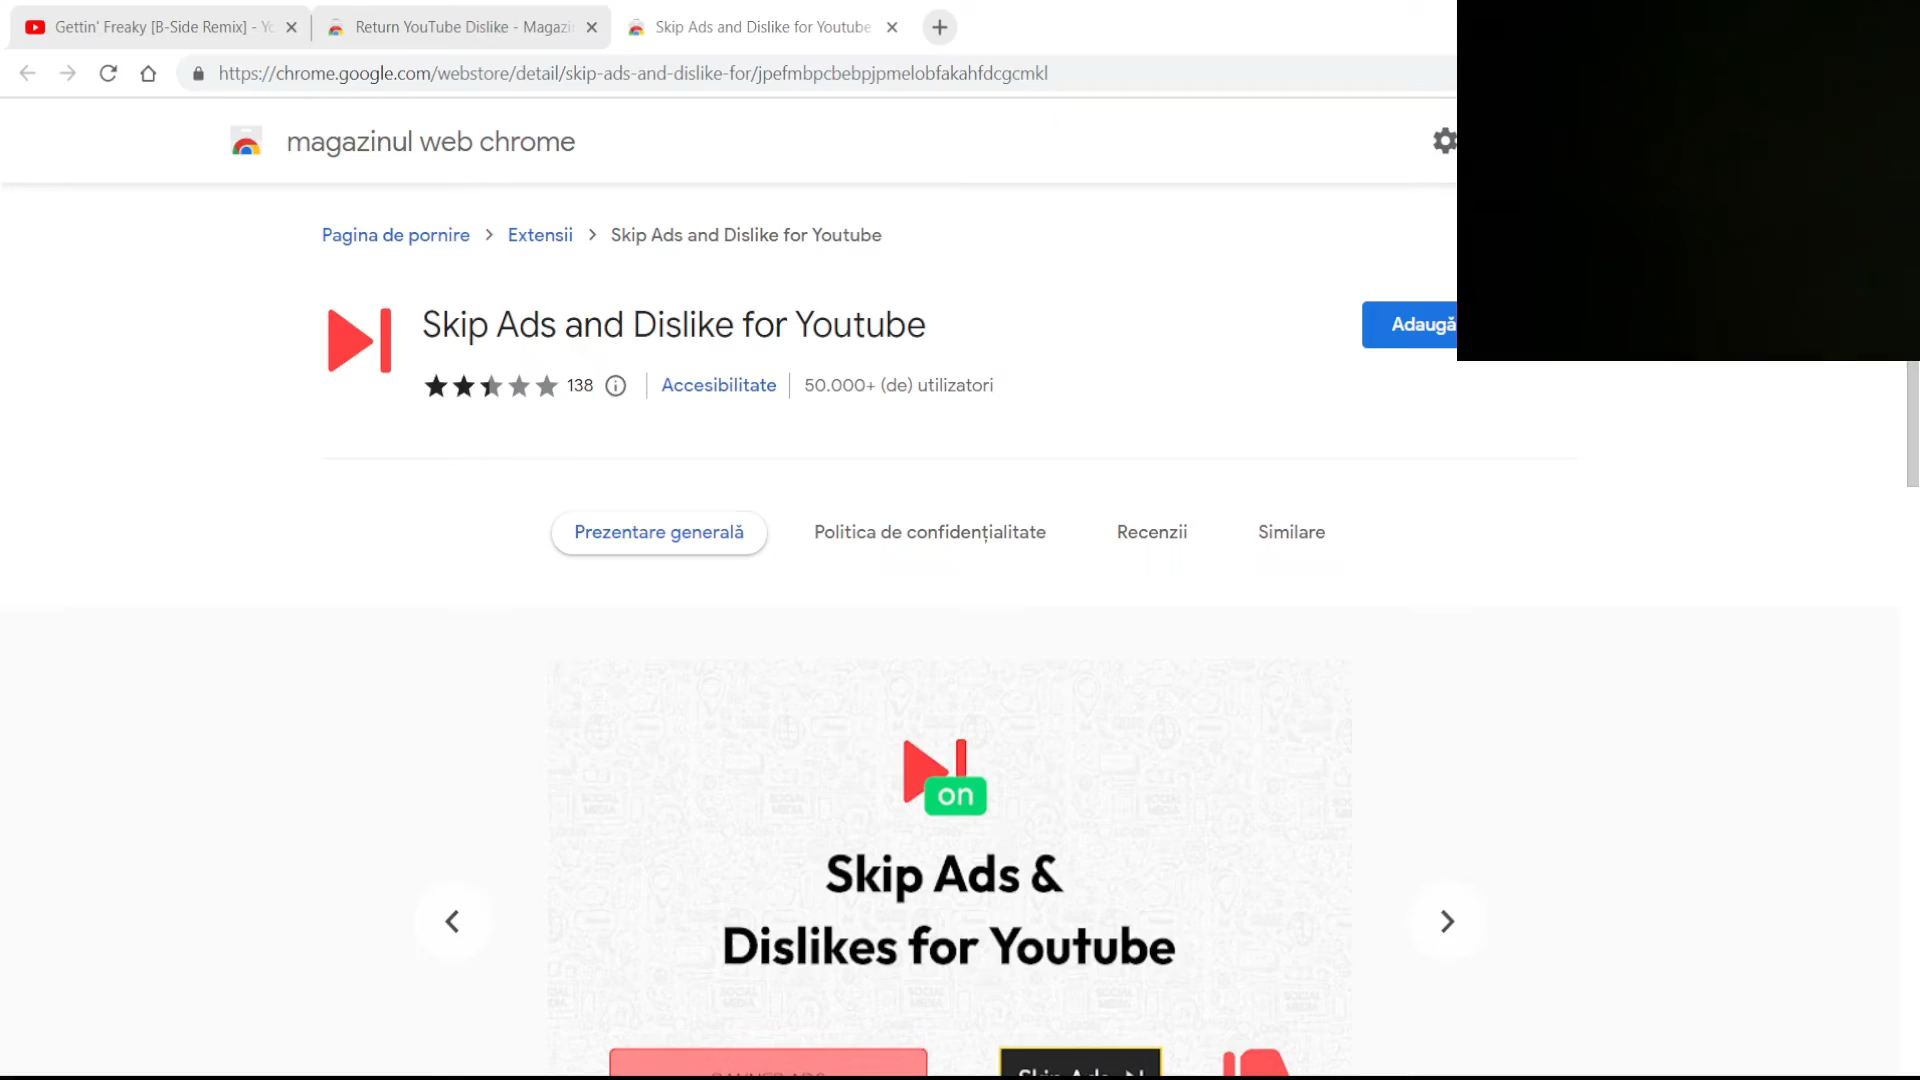 Gettin' Freaky [B-Side Remix] - Yo
Return YouTube Dislike - Magazi
Skip Ads and Dislike for Youtube
https://chrome.google.com/webstore/detail/skip-ads-and-dislike-for/jpefmbpcbebpjpmelobfakahfdcgcmkl
magazinul web chrome
Pagina de pornire > Extensii > Skip Ads and Dislike for Youtube
Skip Ads and Dislike for Youtube
Adaugă
138
Accesibilitate
50.000+ (de) utilizatori
Prezentare generală
Politica de confidențialitate
Recenzii
Similare
on
Skip Ads &
Dislikes for Youtube
Skip Ads